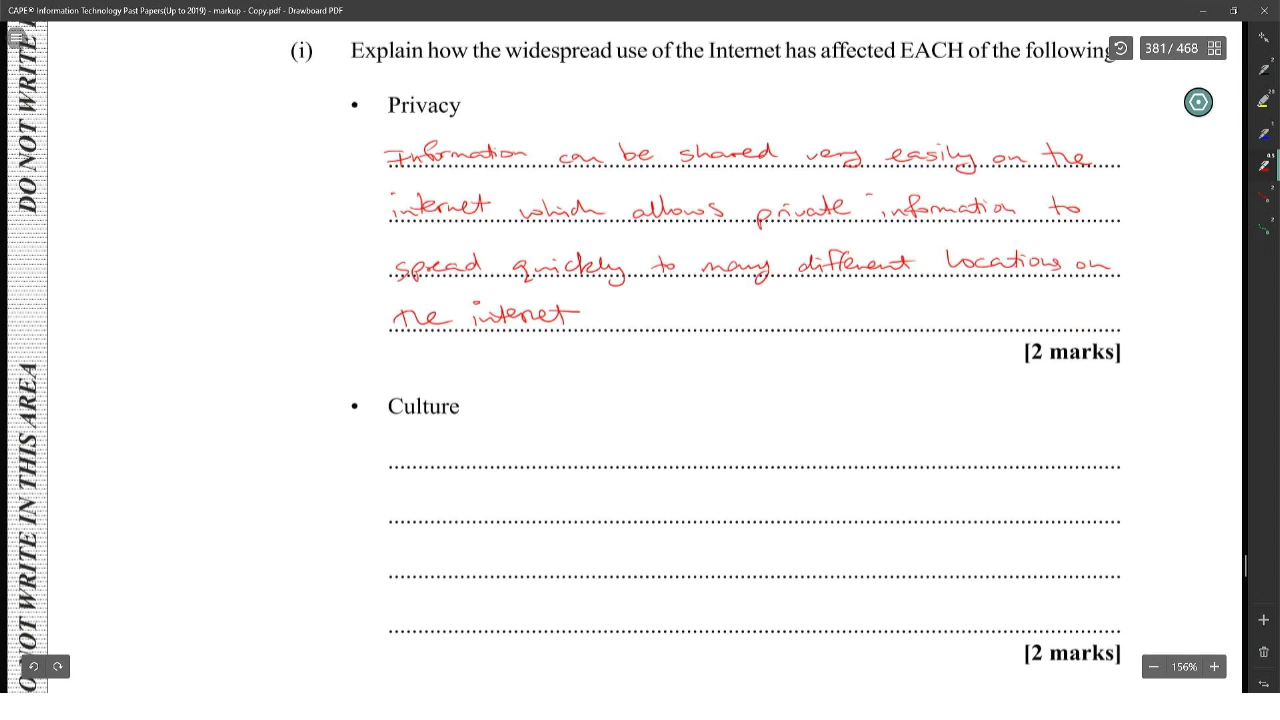 CAPE® Information Technology Past Papers(Up to 2019) - markup - Copy.pdf - Drawboard PDF
(i) Explain how the widespread use of the Internet has affected EACH of the following
381 / 468
• Privacy
Information can be shared very easily on the
internet which allows private information to
spread quickly to many different locations on
the internet
[2 marks]
• Culture
[2 marks]
156%
DO NOT WRITE
NOT WRITE IN THIS AREA